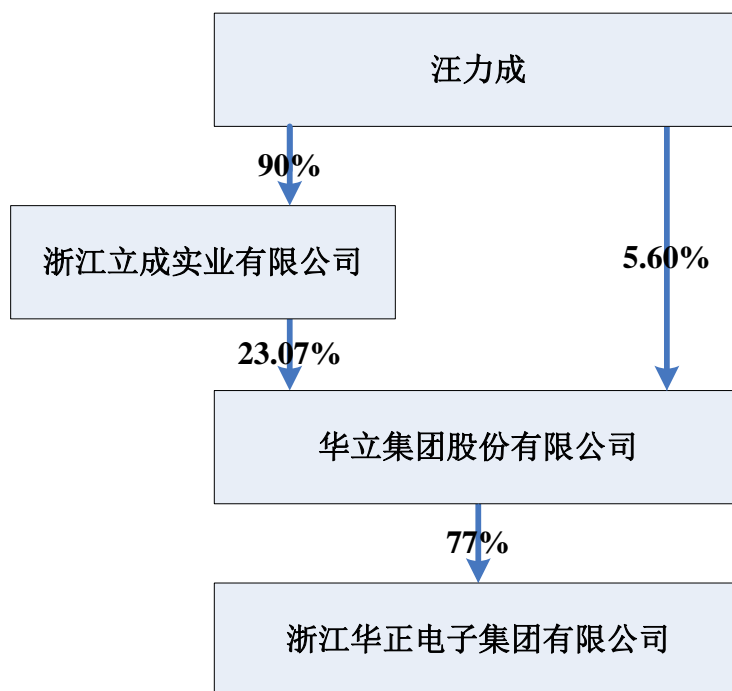 汪力成
90%
浙江立成实业有限公司
5.60%
23.07%
华立集团股份有限公司
77%
浙江华正电子集团有限公司